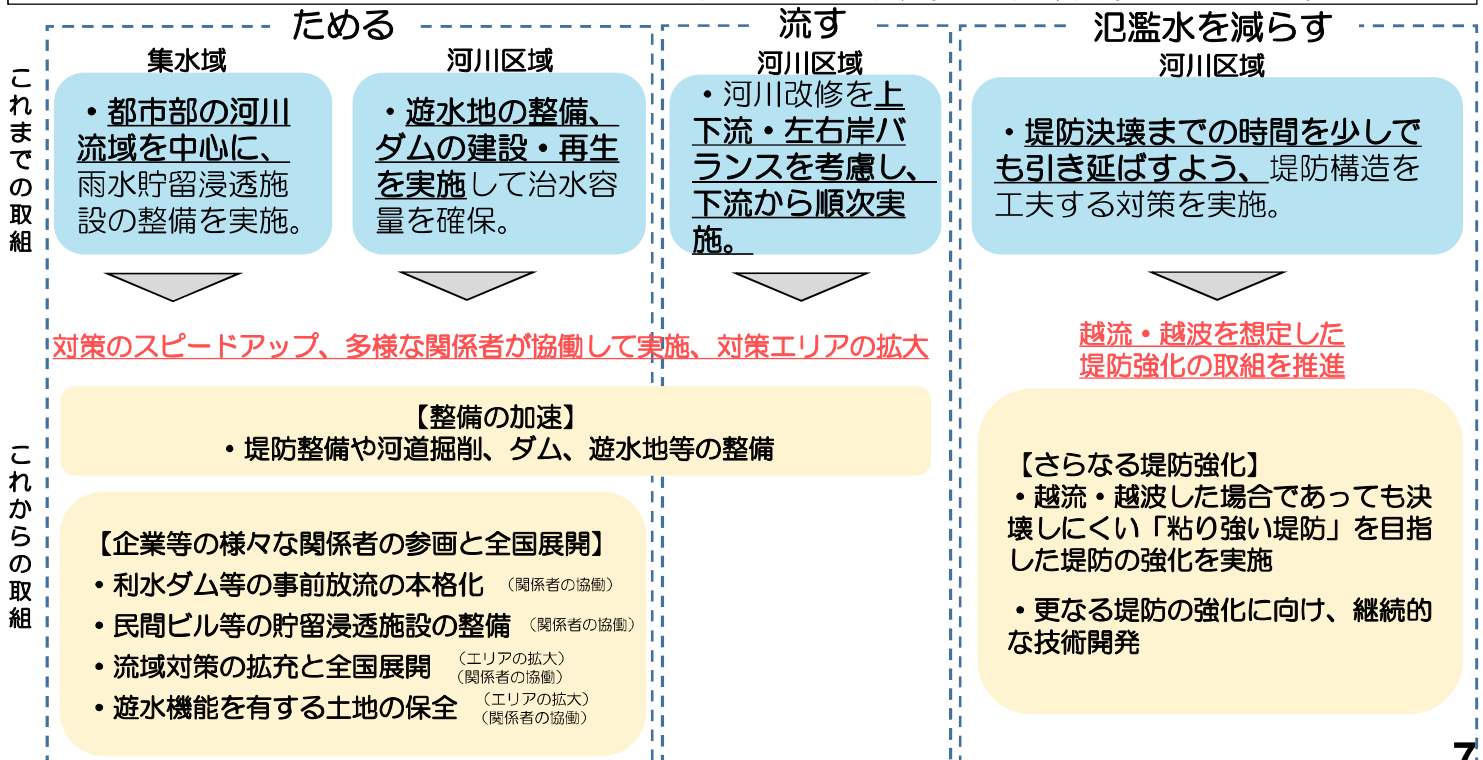 ためる
集水域
河川区域
これまでの取組
・都市部の河川
流域を中心に、
雨水貯留浸透施
設の整備を実施。
・遊水地の整備、
ダムの建設・再生
を実施して治水容
量を確保。
流す
河川区域
・河川改修を上
下流・左右岸バ
ランスを考慮し、
下流から順次実
施。
氾濫水を減らす
河川区域
・堤防決壊までの時間を少しで
も引き延ばすよう、堤防構造を
工夫する対策を実施。
対策のスピードアップ、多様な関係者が協働して実施、対策エリアの拡大
越流・越波を想定した
堤防強化の取組を推進
これからの取組
【整備の加速】
・堤防整備や河道掘削、ダム、遊水地等の整備
【企業等の様々な関係者の参画と全国展開】
・利水ダム等の事前放流の本格化 （関係者の協働）
・民間ビル等の貯留浸透施設の整備 （関係者の協働）
・流域対策の拡充と全国展開 （エリアの拡大）
（関係者の協働）
・遊水機能を有する土地の保全 （エリアの拡大）
（関係者の協働）
【さらなる堤防強化】
・越流・越波した場合であっても決
壊しにくい「粘り強い堤防」を目指
した堤防の強化を実施
・更なる堤防の強化に向け、継続的
な技術開発
7